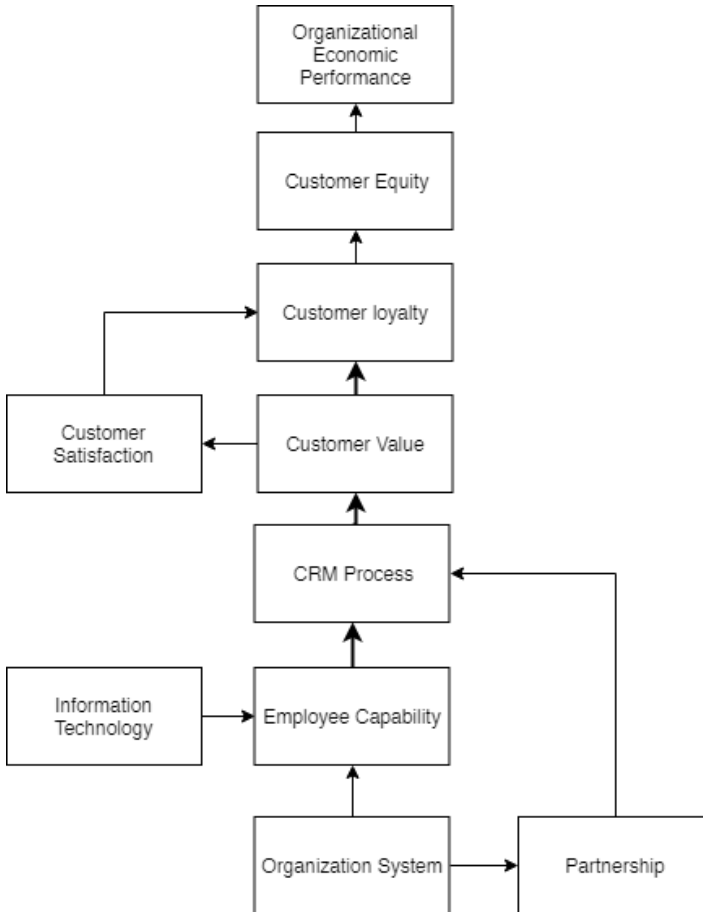 Organizational
Economic
Performance
Customer Equity
Customer loyalty
Customer
Satisfaction
Customer Value
CRM Process
Information
Technology
Employee Capability
Organization System
Partnership